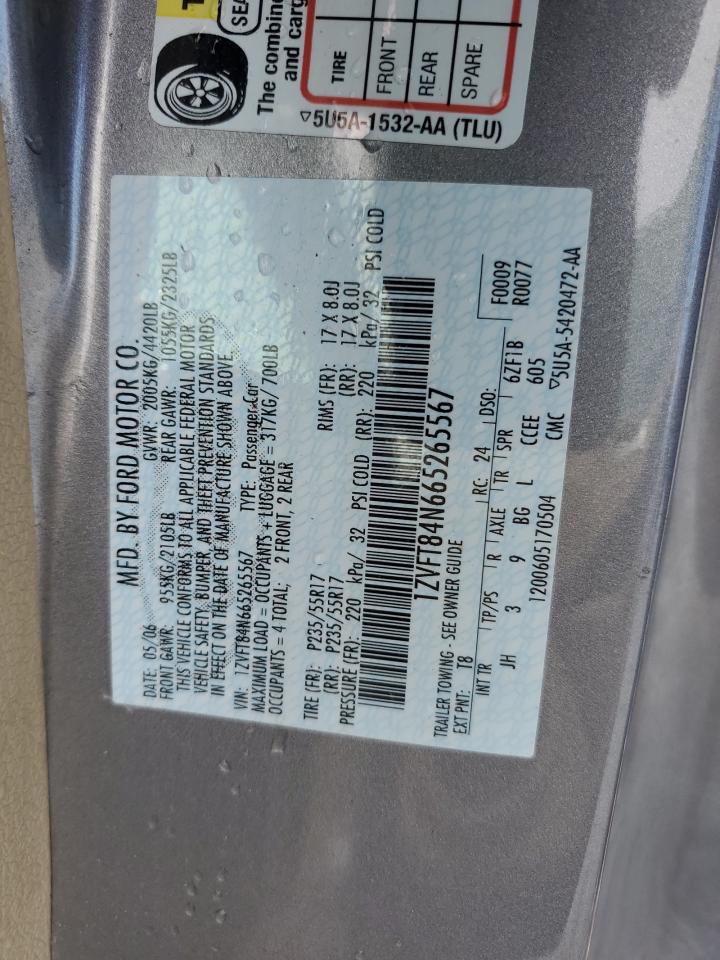 SEA
The combine
and carg
TIRE
FRONT
REAR
SPARE
5U5A-1532-AA (TLU)
MFD. BY FORD MOTOR CO.
DATE: 05/06 GVWR: 2005KG/4420LB
FRONT GAWR: 955KG/2105LB REAR GAWR: 1055KG/2325LB
THIS VEHICLE CONFORMS TO ALL APPLICABLE FEDERAL MOTOR
VEHICLE SAFETY, BUMPER, AND THEFT PREVENTION STANDARDS
IN EFFECT ON THE DATE OF MANUFACTURE SHOWN ABOVE.
VIN: 1ZVFT84N665265567 TYPE: Passenger Car
MAXIMUM LOAD = OCCUPANTS + LUGGAGE = 317KG/700LB
OCCUPANTS = 4 TOTAL: 2 FRONT, 2 REAR
TIRE (FR): P235/55R17 RIMS (FR): 17 X 8.0J
(RR): P235/55R17 (RR): 17 X 8.0J
PRESSURE (FR): 220 kPa/ 32 PSI COLD (RR): 220 kPa/ 32 PSI COLD
1ZVFT84N665265567
TRAILER TOWING - SEE OWNER GUIDE
EXT PNT: T8 RC: 24 DSO: F0009
R0077
INT TR TP/PS R AXLE TR SPR 6ZF1B
JH 3 9 BG L CCEE 605
1200605170504 CMC 5U5A-5420472-AA